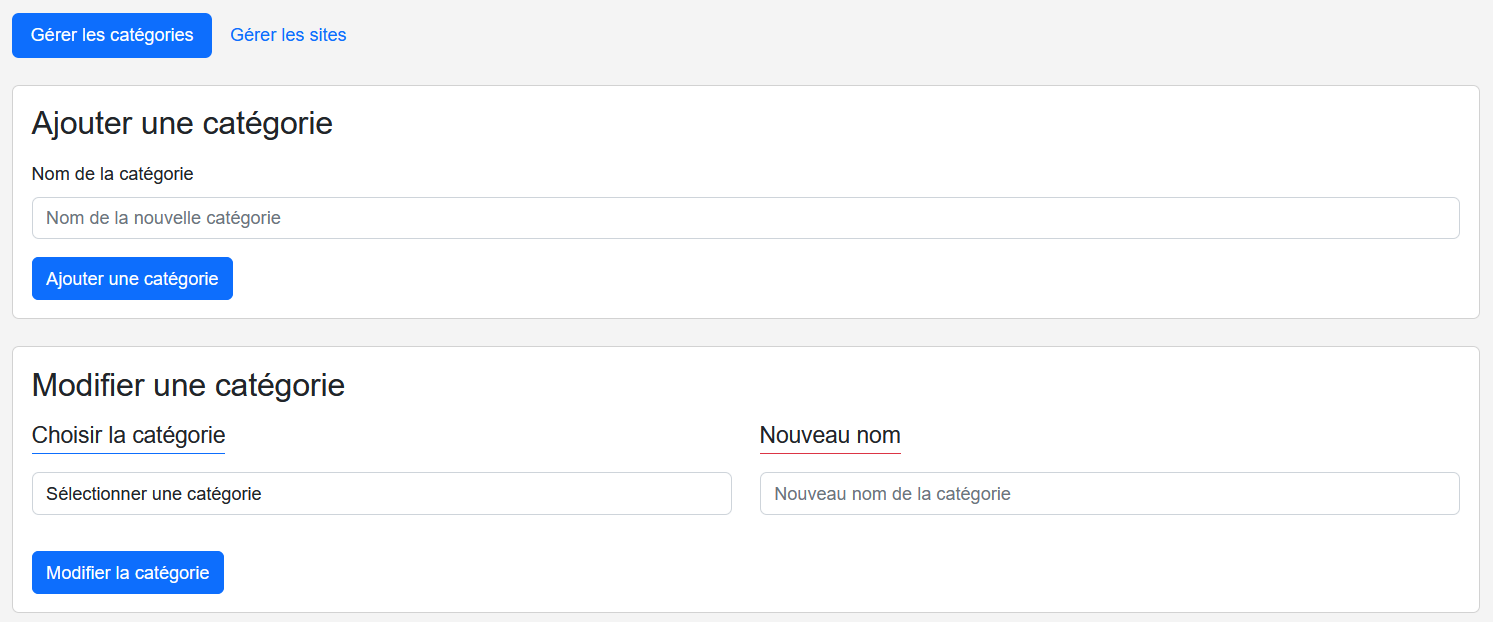 Gérer les catégories Gérer les sites
Ajouter une catégorie
Nom de la catégorie
Nom de la nouvelle catégorie
Ajouter une catégorie
Modifier une catégorie
Choisir la catégorie Nouveau nom
Sélectionner une catégorie Nouveau nom de la catégorie
Modifier la catégorie